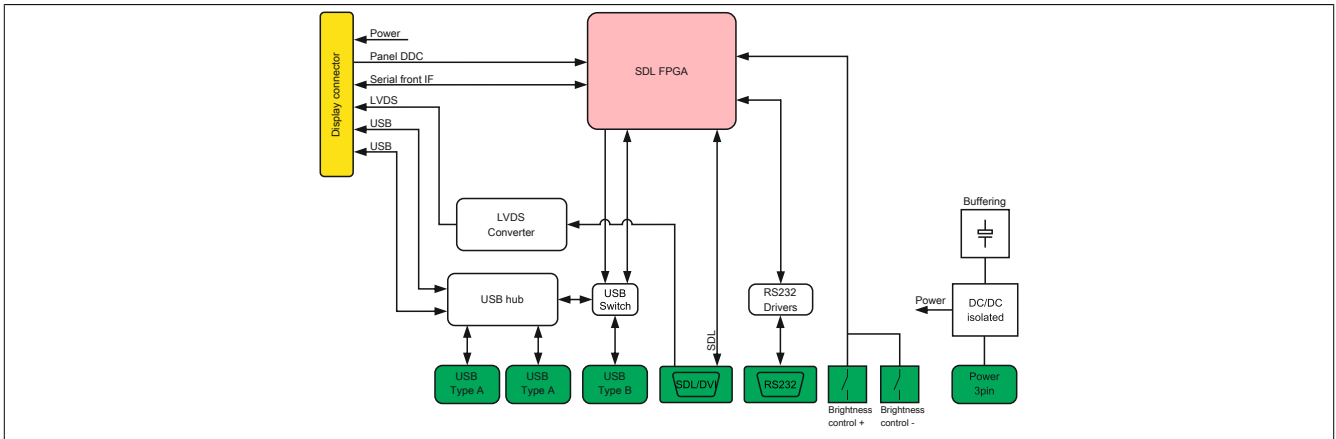 Display connector
Power
Panel DDC
Serial front IF
LVDS
USB
USB
SDL FPGA
LVDS
Converter
USB hub
USB
Switch
RS232
Drivers
SDL
Buffering
Power
DC/DC
isolated
USB
Type A
USB
Type A
USB
Type B
SDL/DVI
RS232
Brightness
control +
Brightness
control -
Power
3pin